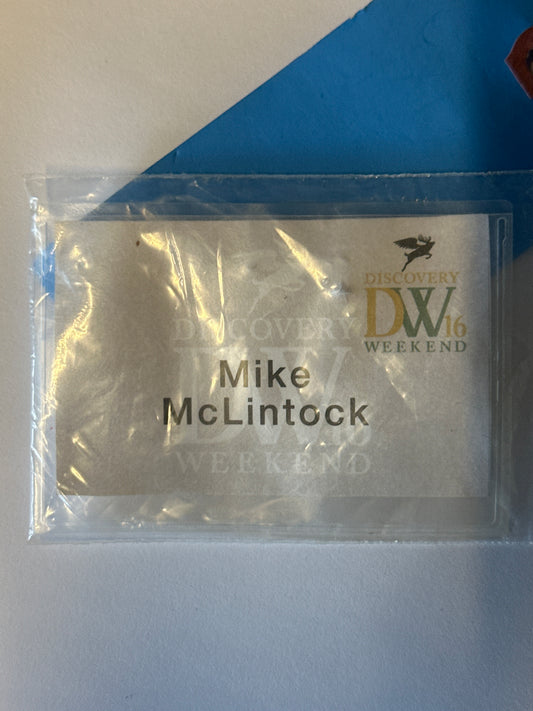 DISCOVERY
DW16
WEEKEND
DISCOVERY
DW16
WEEKEND
Mike
McLintock